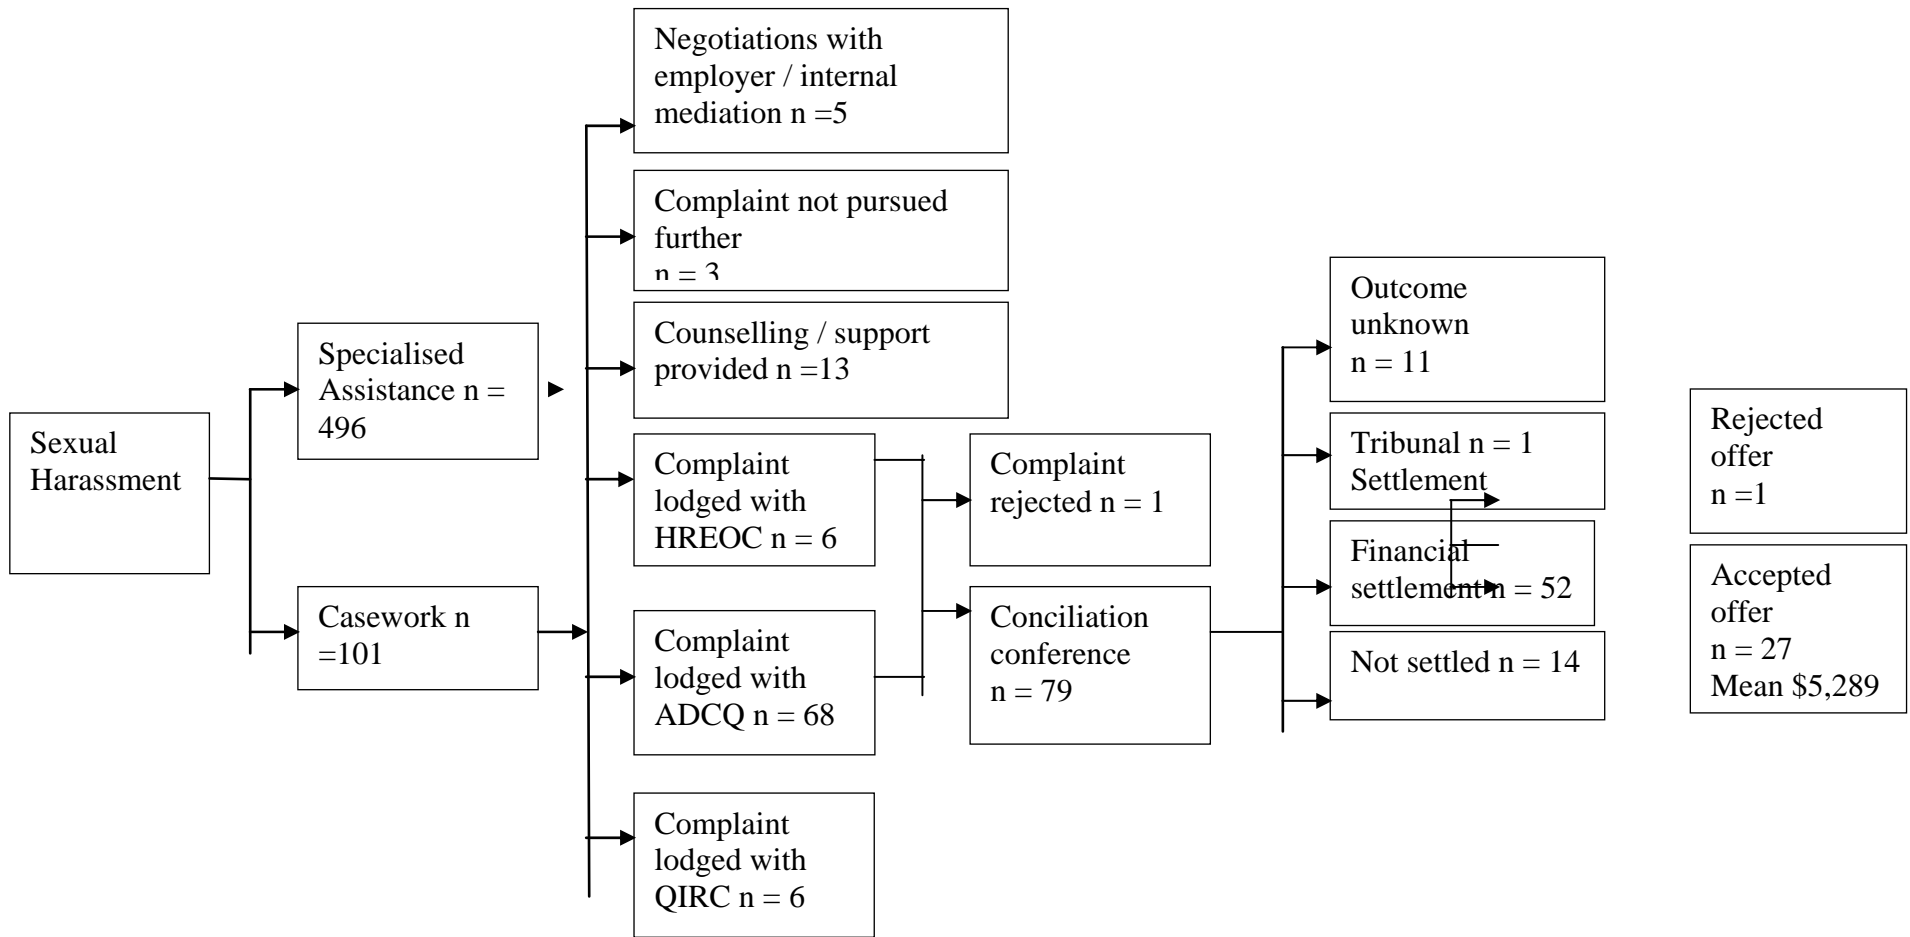 Sexual
Harassment
Specialised
Assistance n =
496
Casework n
=101
Negotiations with
employer / internal
mediation n =5
Complaint not pursued
further
n = 3
Counselling / support
provided n =13
Complaint
lodged with
HREOC n = 6
Complaint
lodged with
ADCQ n = 68
Complaint
lodged with
QIRC n = 6
Complaint
rejected n = 1
Conciliation
conference
n = 79
Outcome
unknown
n = 11
Tribunal n = 1
Settlement
Financial
settlement n = 52
Not settled n = 14
Rejected
offer
n =1
Accepted
offer
n = 27
Mean $5,289